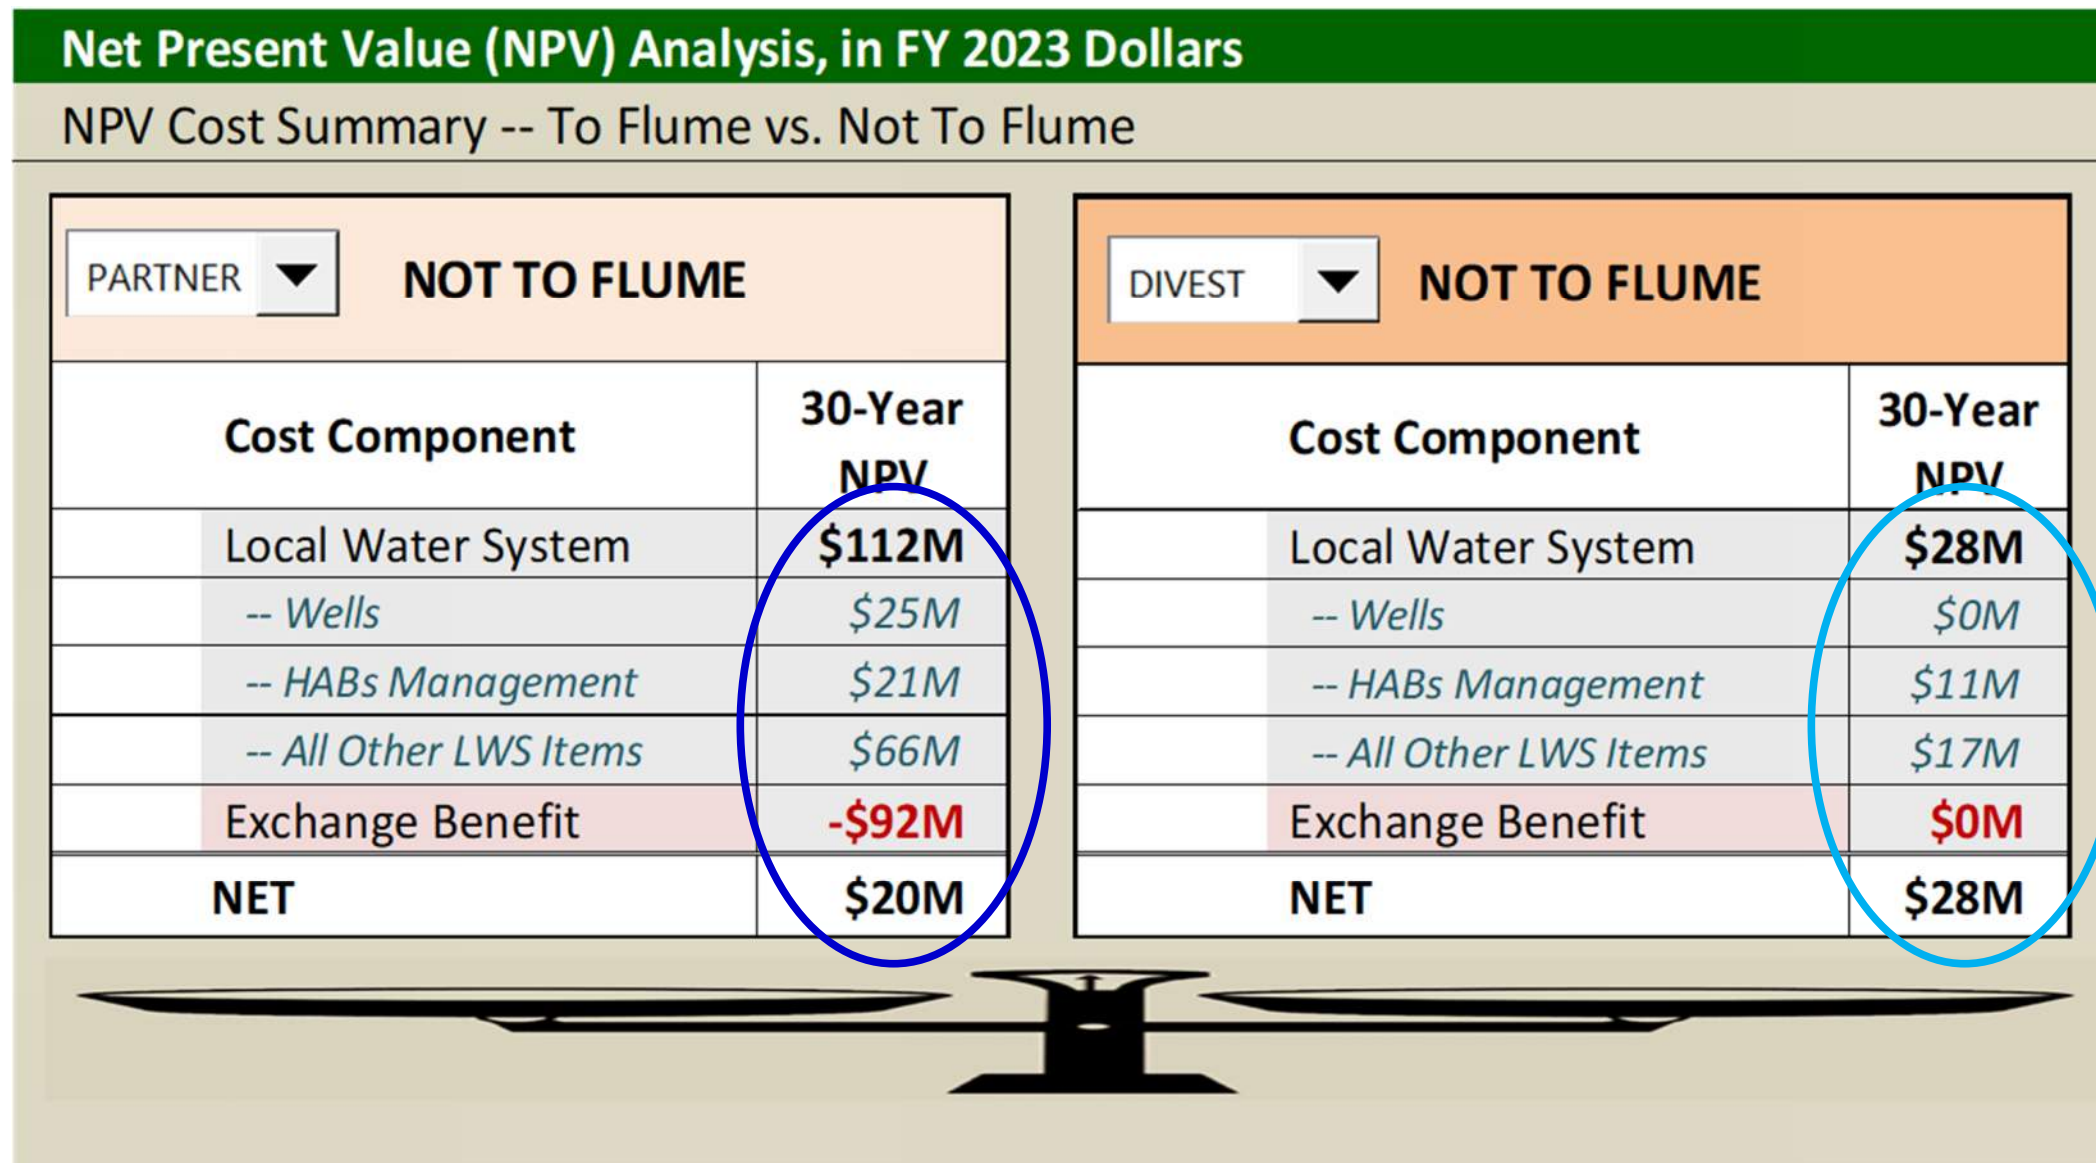 Net Present Value (NPV) Analysis, in FY 2023 Dollars
NPV Cost Summary -- To Flume vs. Not To Flume
PARTNER NOT TO FLUME
Cost Component 30-Year NPV
Local Water System $112M
-- Wells $25M
-- HABs Management $21M
-- All Other LWS Items $66M
Exchange Benefit -$92M
NET $20M
DIVEST NOT TO FLUME
Cost Component 30-Year NPV
Local Water System $28M
-- Wells $0M
-- HABs Management $11M
-- All Other LWS Items $17M
Exchange Benefit $0M
NET $28M